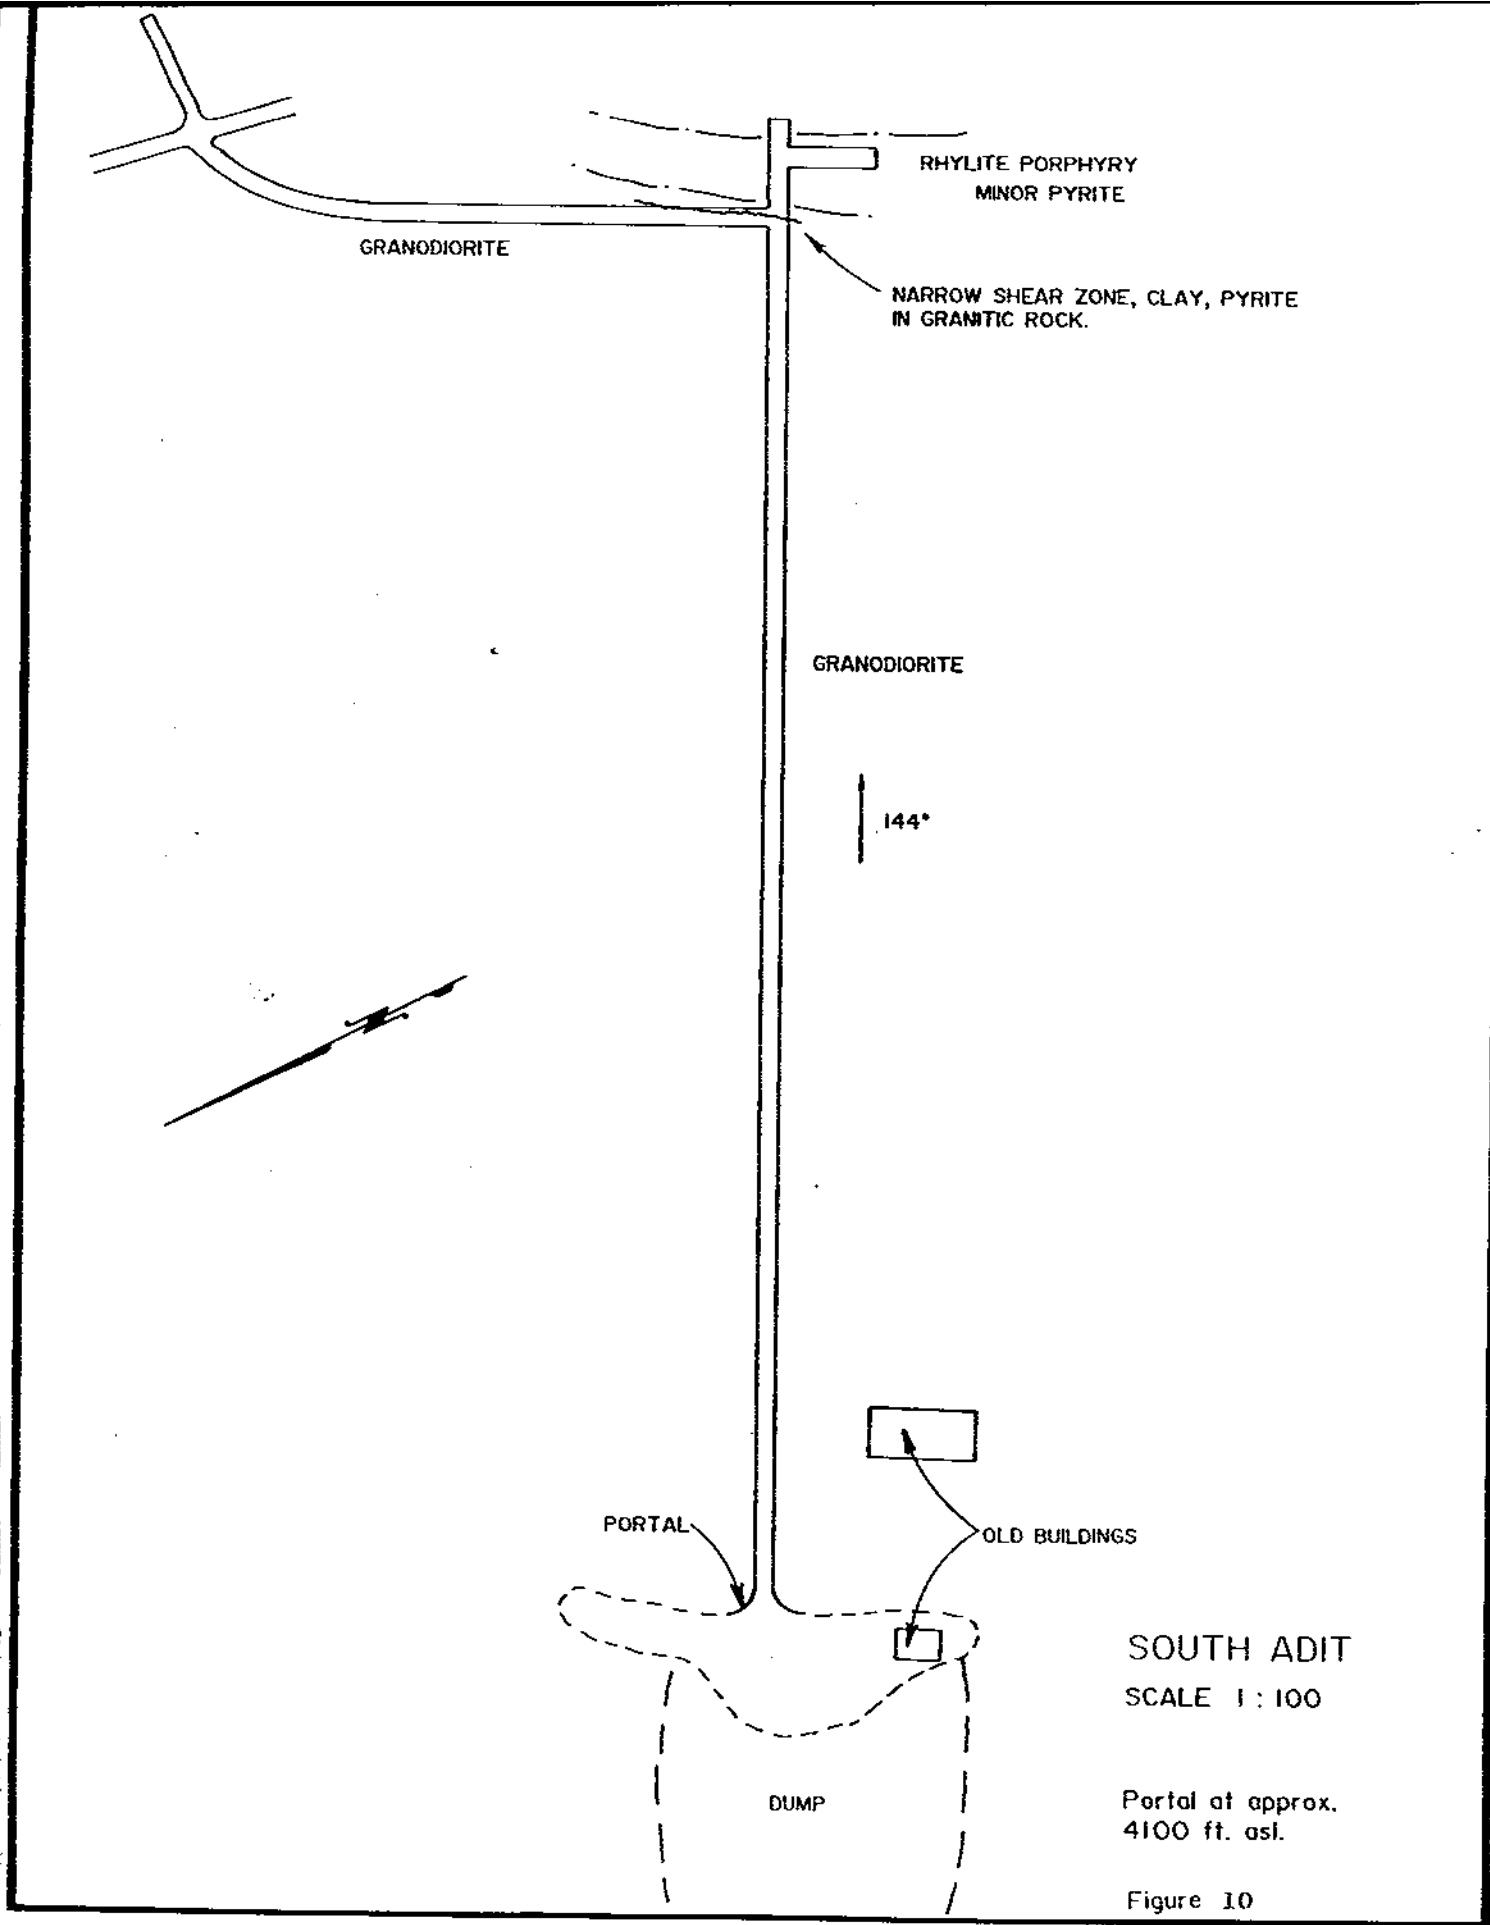 RHYLITE PORPHYRY
MINOR PYRITE
GRANODIORITE
NARROW SHEAR ZONE, CLAY, PYRITE
IN GRANITIC ROCK.
GRANODIORITE
144°
PORTAL
OLD BUILDINGS
SOUTH ADIT
SCALE 1 : 100
DUMP
Portal at approx.
4100 ft. asl.
Figure 10